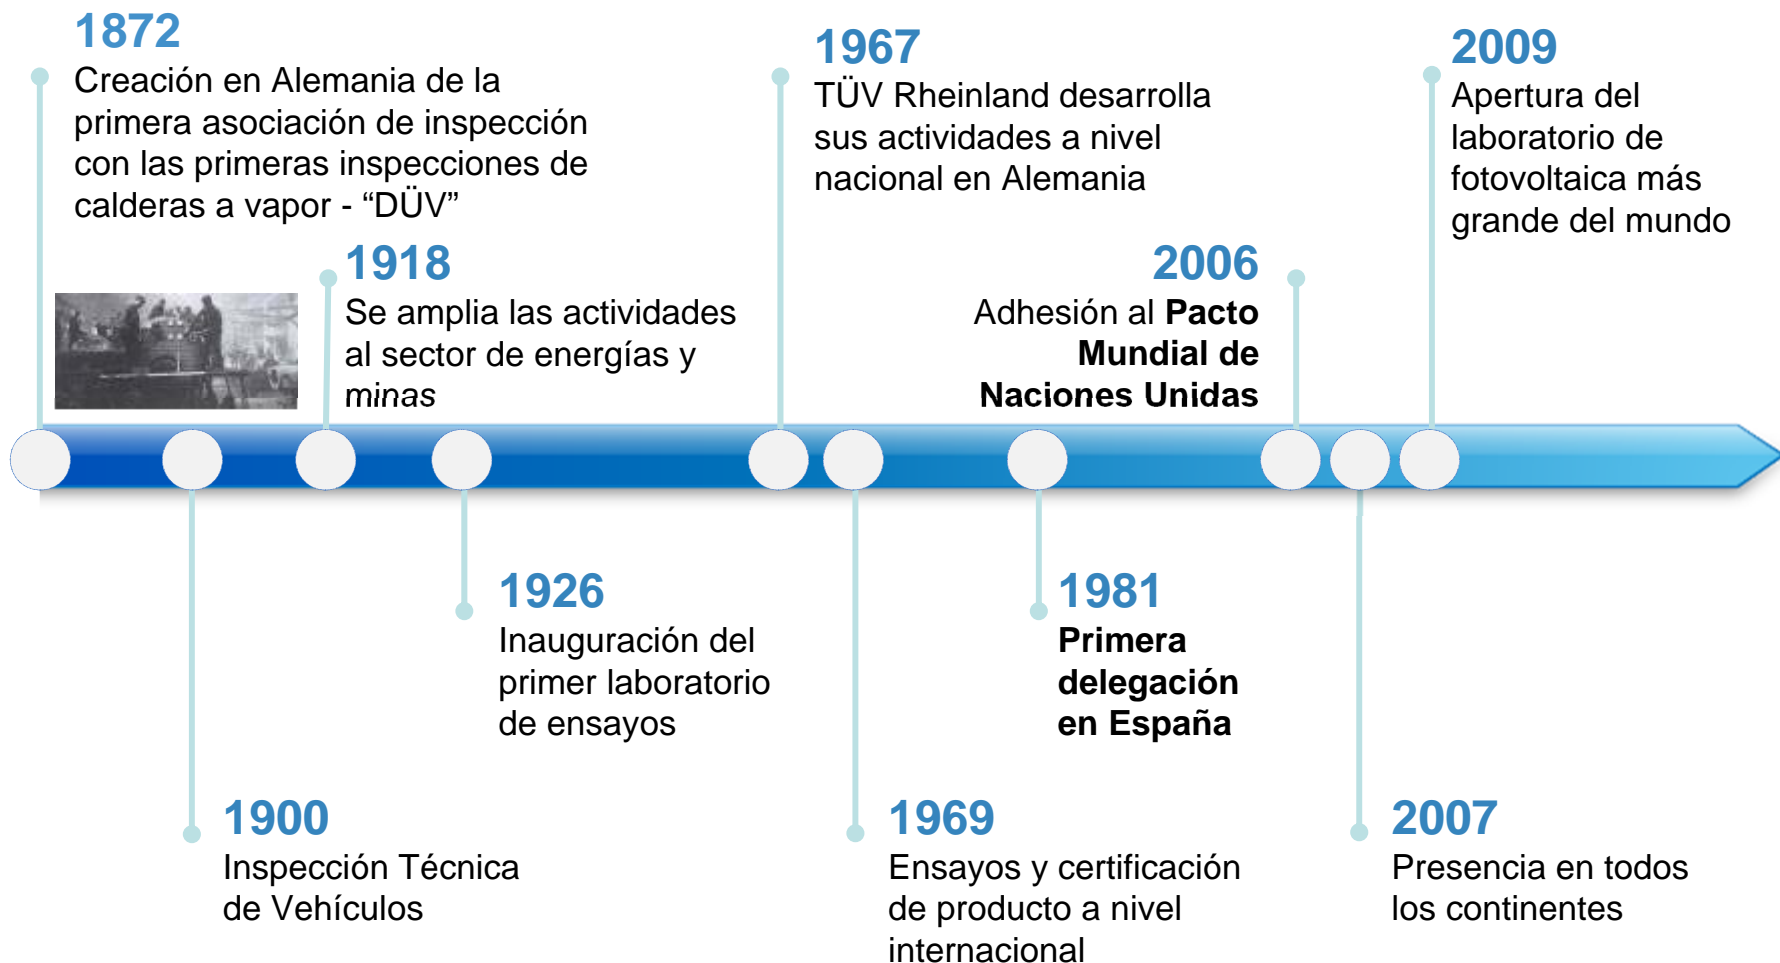 1872
Creación en Alemania de la
primera asociación de inspección
con las primeras inspecciones de
calderas a vapor - “DÜV”
1967
TÜV Rheinland desarrolla
sus actividades a nivel
nacional en Alemania
2009
Apertura del
laboratorio de
fotovoltaica más
grande del mundo
1918
Se amplia las actividades
al sector de energías y
minas
2006
Adhesión al Pacto
Mundial de
Naciones Unidas
1926
Inauguración del
primer laboratorio
de ensayos
1981
Primera
delegación
en España
1900
Inspección Técnica
de Vehículos
1969
Ensayos y certificación
de producto a nivel
internacional
2007
Presencia en todos
los continentes